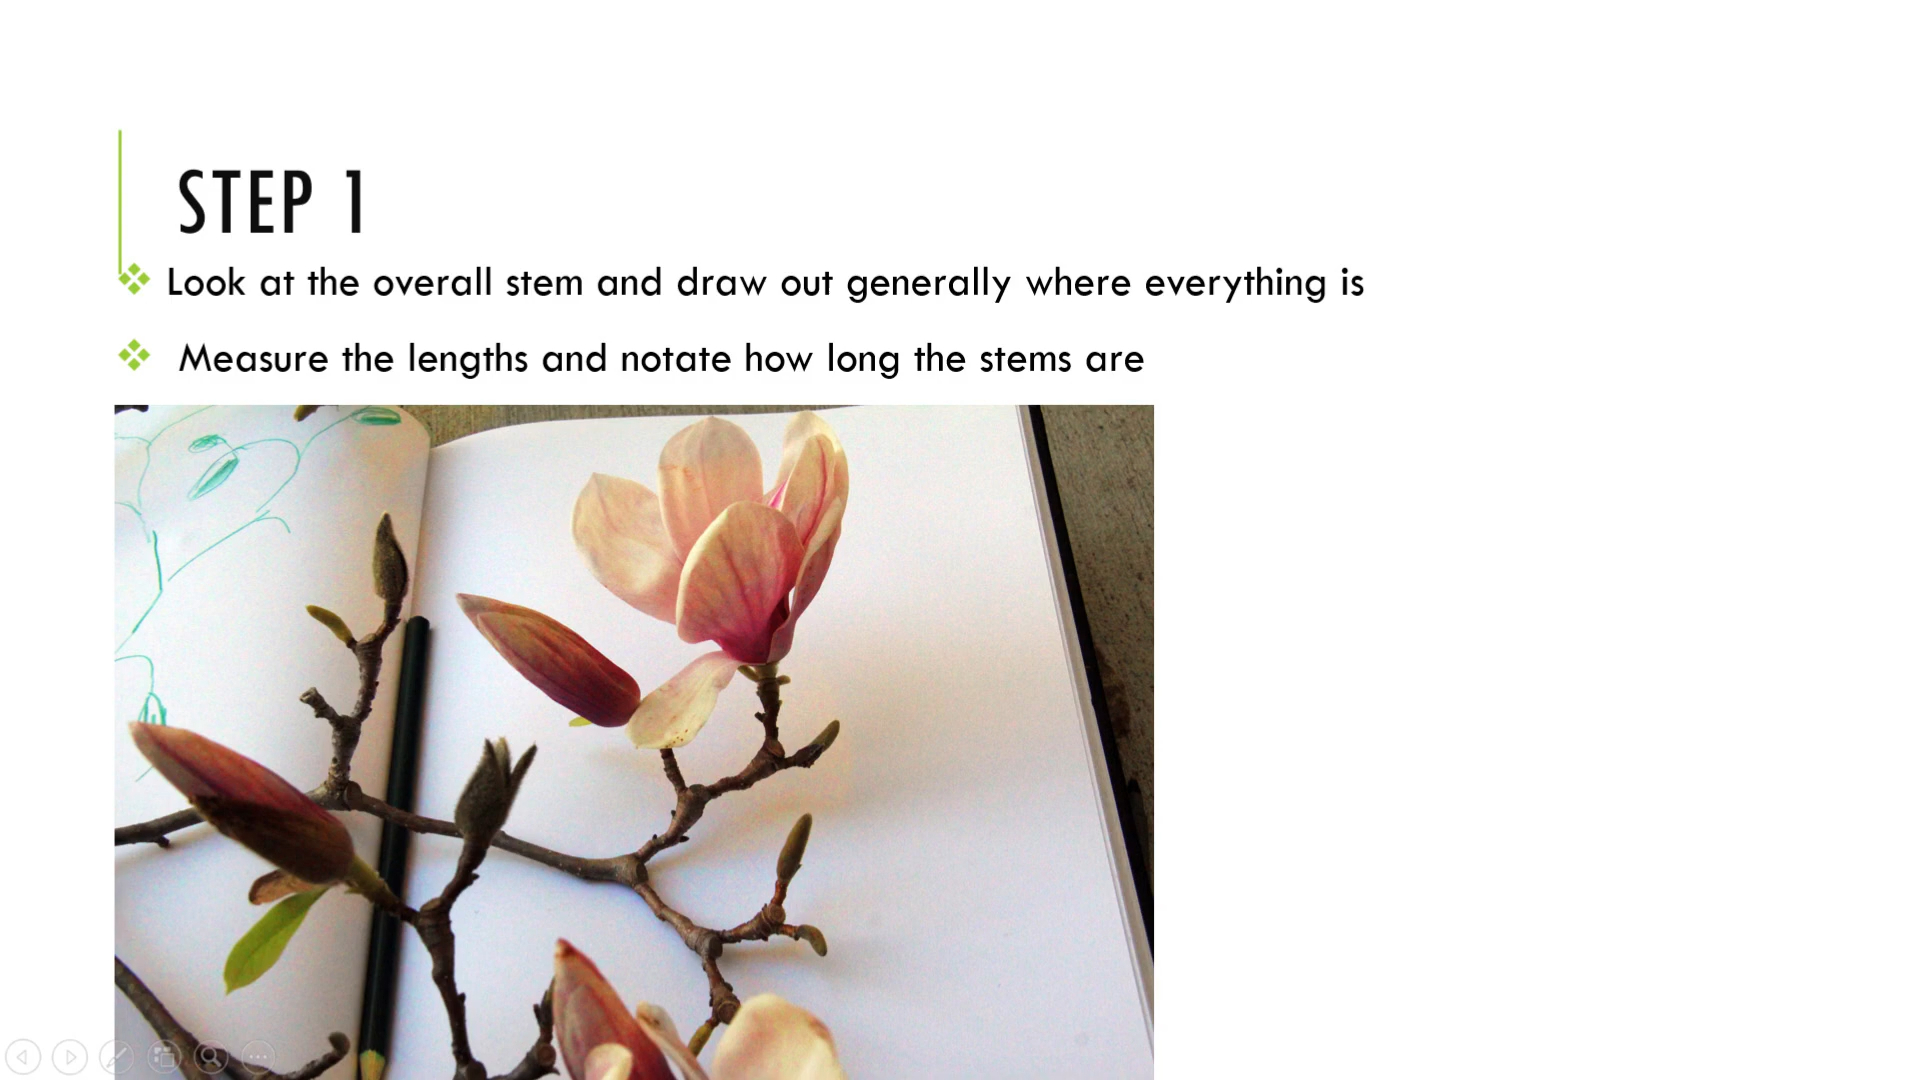 STEP 1
Look at the overall stem and draw out generally where everything is
Measure the lengths and notate how long the stems are